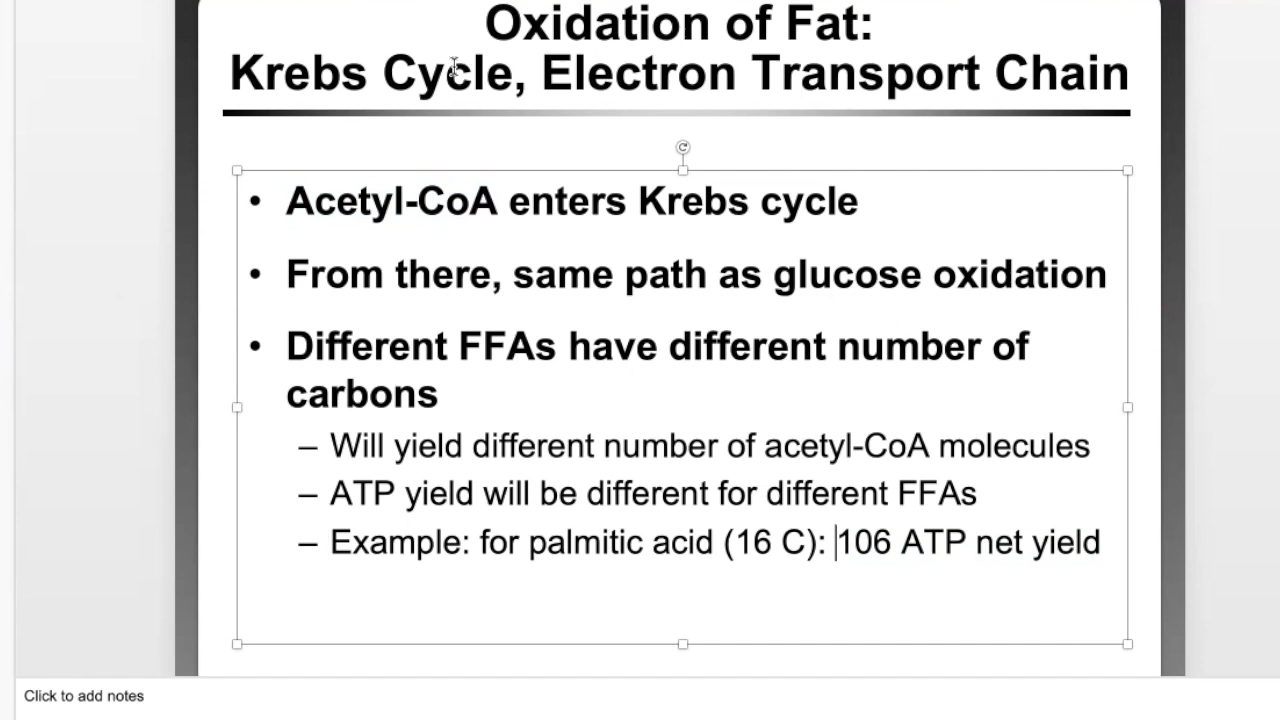 Oxidation of Fat:
Krebs Cycle, Electron Transport Chain
• Acetyl-CoA enters Krebs cycle
• From there, same path as glucose oxidation
• Different FFAs have different number of
carbons
– Will yield different number of acetyl-CoA molecules
– ATP yield will be different for different FFAs
– Example: for palmitic acid (16 C): 106 ATP net yield
Click to add notes